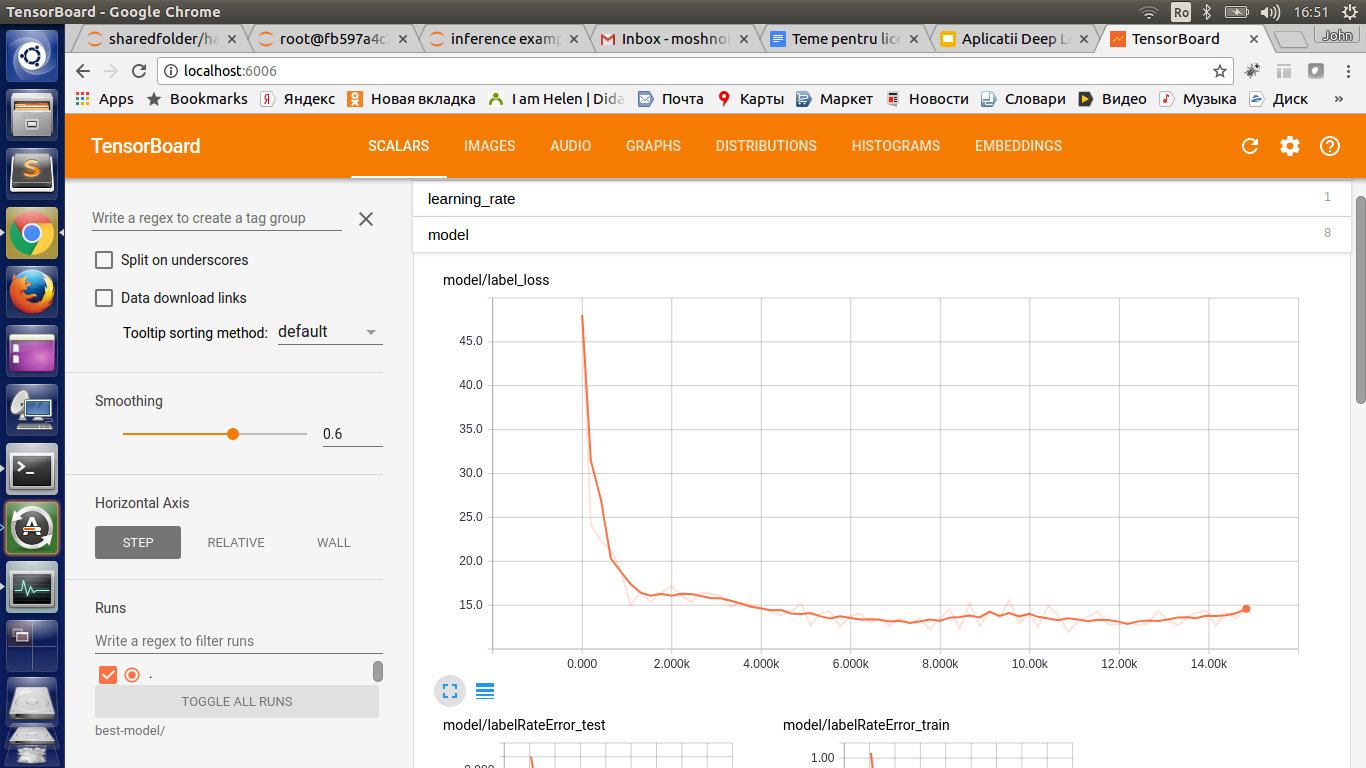 TensorBoard - Google Chrome
Ro
16:51
sharedfolder/ha
root@fb597a4c
inference examp
Inbox - moshnoi
Teme pentru lice
Aplicatii Deep L
TensorBoard
John
localhost:6006
Apps
Bookmarks
Яндекс
Новая вкладка
I am Helen | Dida
Почта
Карты
Маркет
Новости
Словари
Видео
Музыка
Диск
»
TensorBoard
SCALARS
IMAGES
AUDIO
GRAPHS
DISTRIBUTIONS
HISTOGRAMS
EMBEDDINGS
Write a regex to create a tag group
Split on underscores
Data download links
Tooltip sorting method:
default
Smoothing
0.6
Horizontal Axis
STEP
RELATIVE
WALL
Runs
Write a regex to filter runs
.
TOGGLE ALL RUNS
best-model/
learning_rate
1
model
8
model/label_loss
45.0
40.0
35.0
30.0
25.0
20.0
15.0
0.000
2.000k
4.000k
6.000k
8.000k
10.00k
12.00k
14.00k
model/labelRateError_test
model/labelRateError_train
1.00